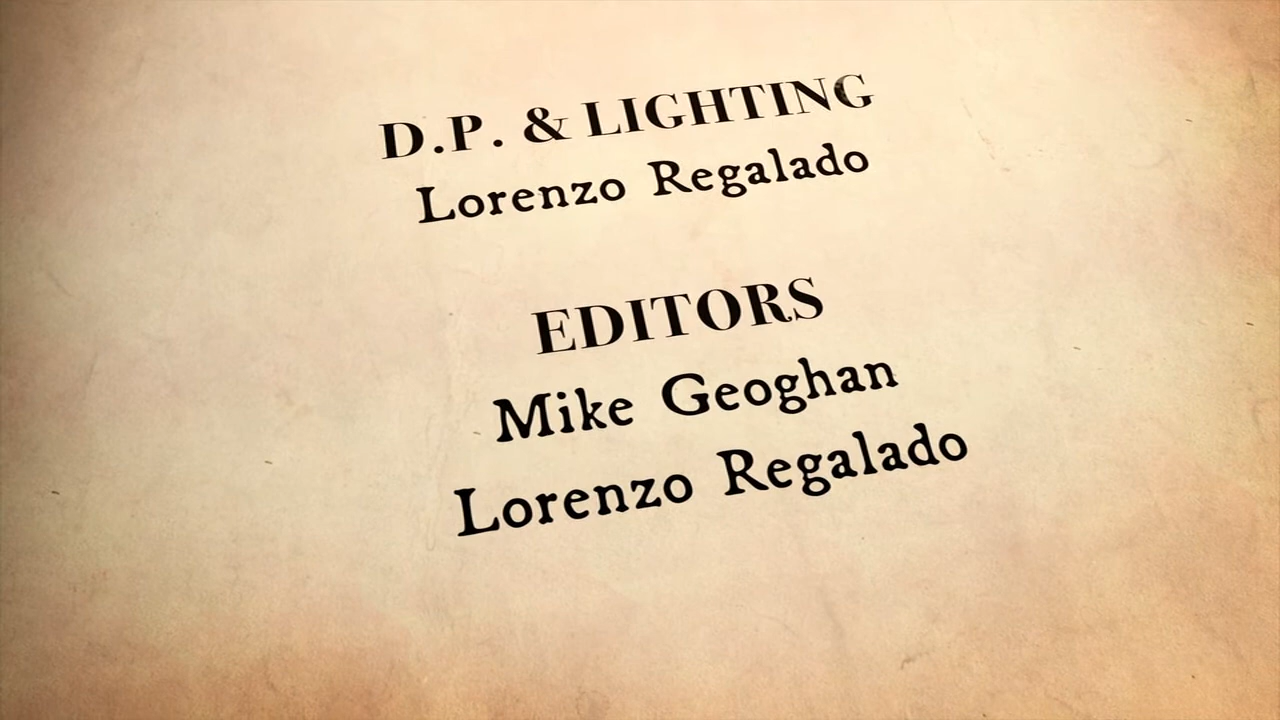 D.P. & LIGHTING
Lorenzo Regalado
EDITORS
Mike Geoghan
Lorenzo Regalado